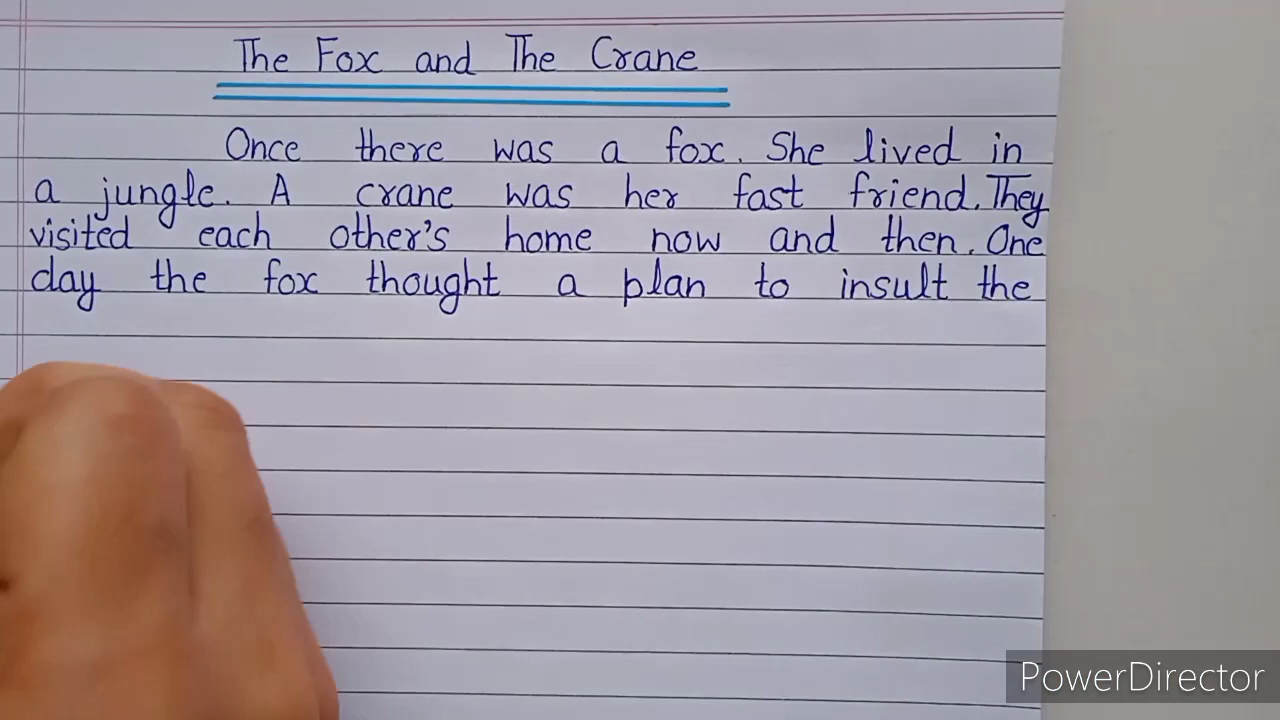 The Fox and The Crane
Once there was a fox. She lived in
a jungle. A crane was her fast friend. They
visited each other's home now and then. One
day the fox thought a plan to insult the
PowerDirector